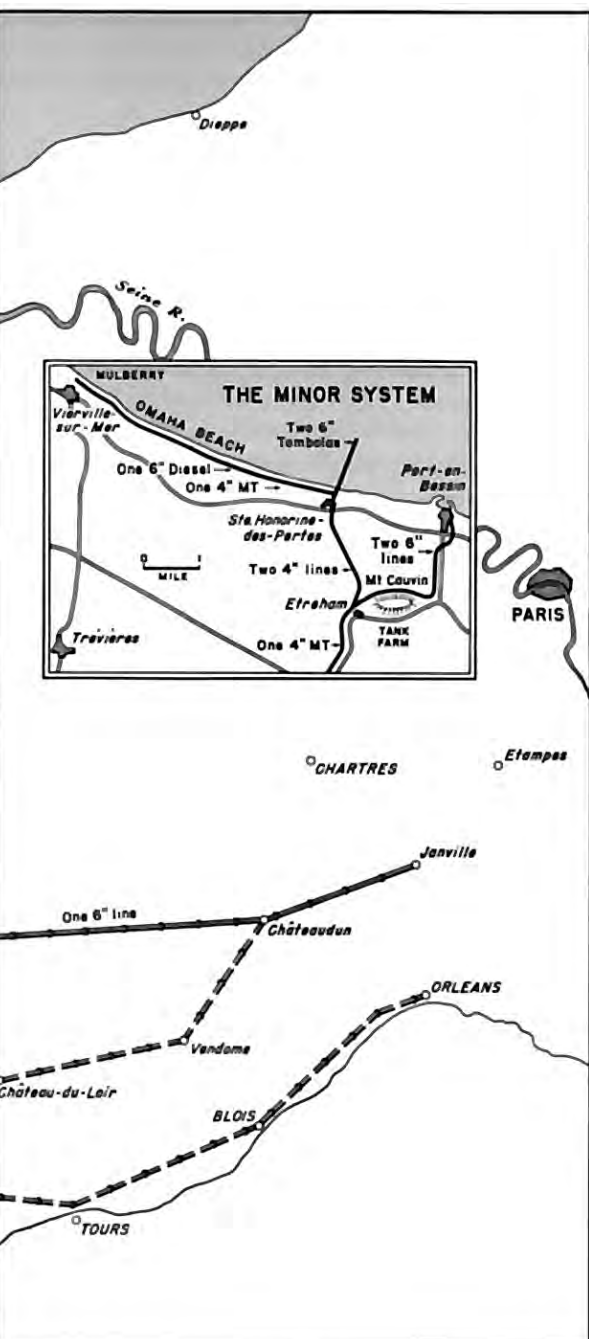 Dieppe
Seine R.
MULBERRY
THE MINOR SYSTEM
Vierville-
sur-Mer
OMAHA BEACH
Two 6"
Tombolas
One 6" Diesel
One 4" MT
Port-en-
Bessin
Ste. Honorine-
des-Pertes
Two 6"
lines
0 1
MILE
Two 4" lines
Mt Cauvin
Etreham
TANK
FARM
One 4" MT
Trévières
PARIS
CHARTRES
Etampes
Janville
One 6" line
Châteaudun
ORLEANS
Vendome
Château-du-Loir
BLOIS
TOURS